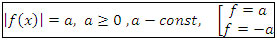 |f(x)| = a, a ≥ 0 , a − const, [ f = a
f = −a